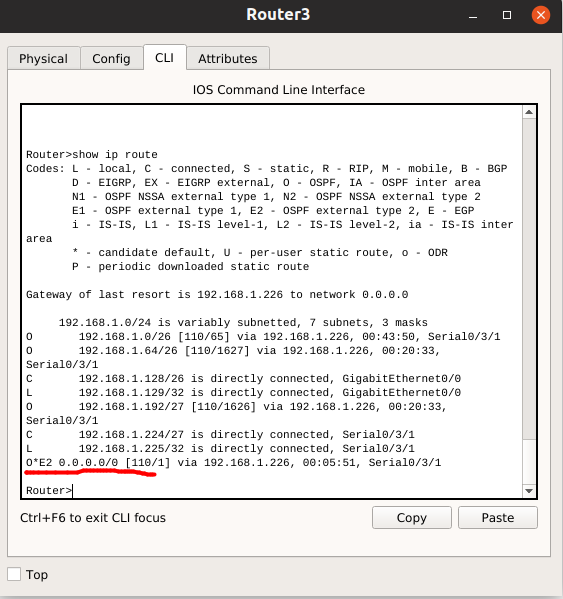 Router3
Physical
Config
CLI
Attributes
IOS Command Line Interface
Router>show ip route
Codes: L - local, C - connected, S - static, R - RIP, M - mobile, B - BGP
D - EIGRP, EX - EIGRP external, O - OSPF, IA - OSPF inter area
N1 - OSPF NSSA external type 1, N2 - OSPF NSSA external type 2
E1 - OSPF external type 1, E2 - OSPF external type 2, E - EGP
i - IS-IS, L1 - IS-IS level-1, L2 - IS-IS level-2, ia - IS-IS inter
area
* - candidate default, U - per-user static route, o - ODR
P - periodic downloaded static route
Gateway of last resort is 192.168.1.226 to network 0.0.0.0
192.168.1.0/24 is variably subnetted, 7 subnets, 3 masks
O 192.168.1.0/26 [110/65] via 192.168.1.226, 00:43:50, Serial0/3/1
O 192.168.1.64/26 [110/1627] via 192.168.1.226, 00:20:33,
Serial0/3/1
C 192.168.1.128/26 is directly connected, GigabitEthernet0/0
L 192.168.1.129/32 is directly connected, GigabitEthernet0/0
O 192.168.1.192/27 [110/1626] via 192.168.1.226, 00:20:33,
Serial0/3/1
C 192.168.1.224/27 is directly connected, Serial0/3/1
L 192.168.1.225/32 is directly connected, Serial0/3/1
O*E2 0.0.0.0/0 [110/1] via 192.168.1.226, 00:05:51, Serial0/3/1
Router>
Ctrl+F6 to exit CLI focus
Copy
Paste
Top